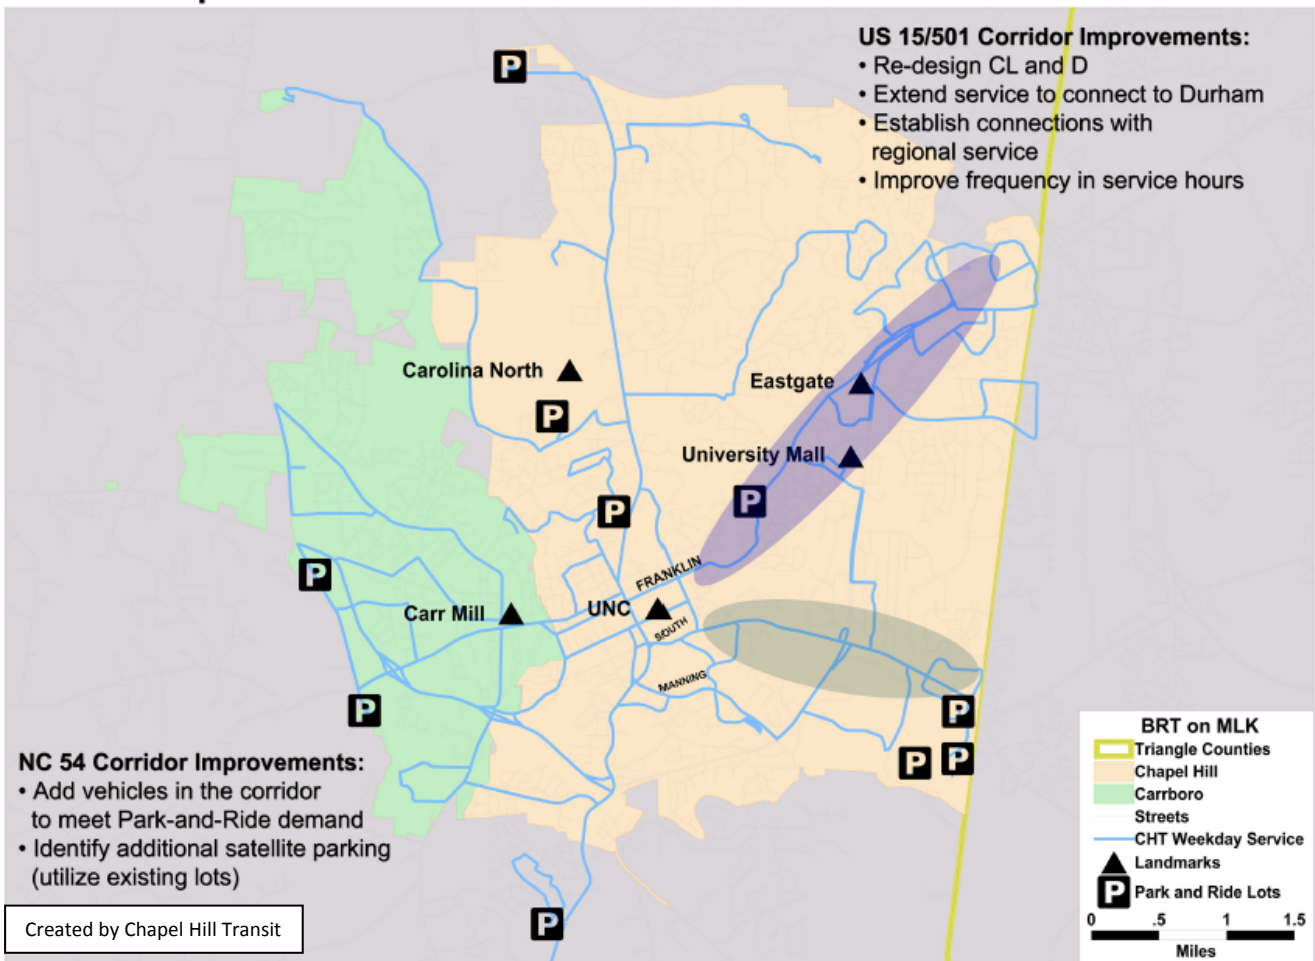 US 15/501 Corridor Improvements:
• Re-design CL and D
• Extend service to connect to Durham
• Establish connections with
regional service
• Improve frequency in service hours
P
Carolina North
P
Eastgate
University Mall
P
P
FRANKLIN
P
Carr Mill
UNC
SOUTH
MANNING
P
P
P
P
NC 54 Corridor Improvements:
• Add vehicles in the corridor
to meet Park-and-Ride demand
• Identify additional satellite parking
(utilize existing lots)
P
Created by Chapel Hill Transit
BRT on MLK
Triangle Counties
Chapel Hill
Carrboro
Streets
CHT Weekday Service
Landmarks
P Park and Ride Lots
0 .5 1 1.5
Miles